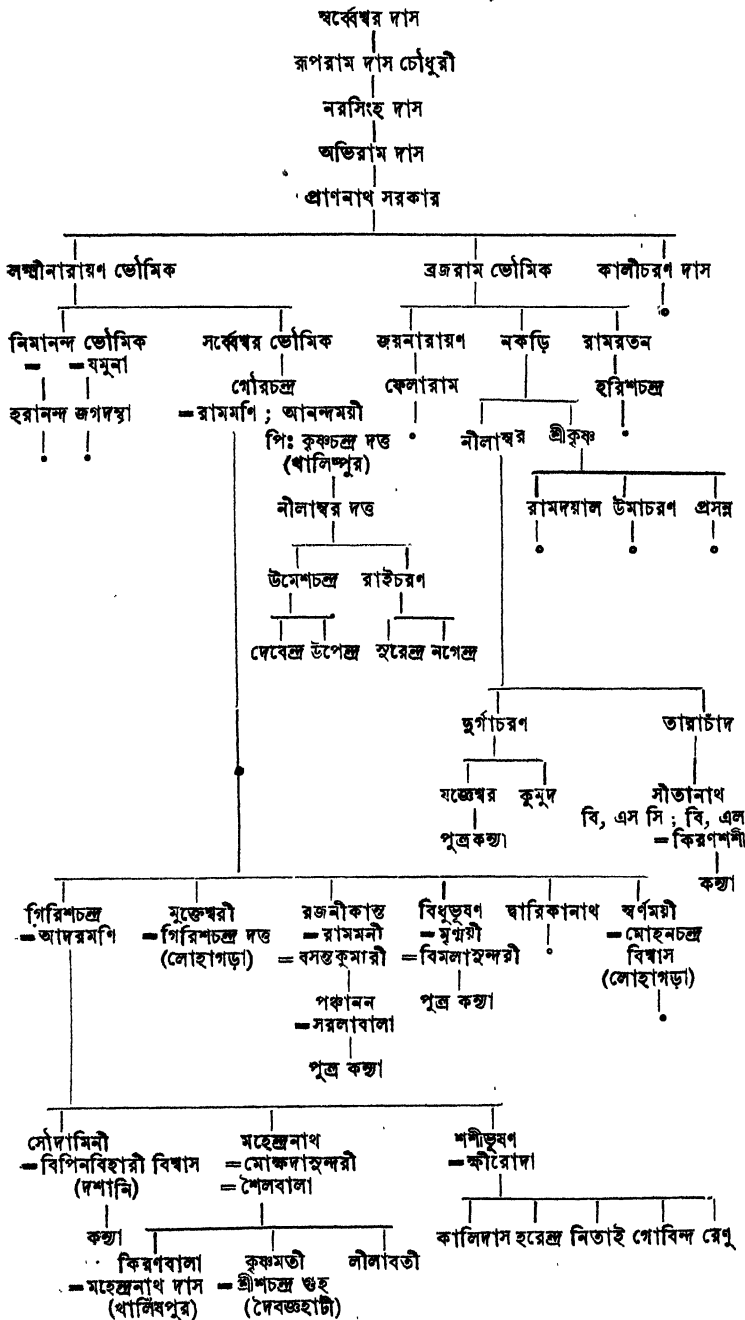 স্বর্ব্বেশ্বর দাস
রূপরাম দাস চৌধুরী
নরসিংহ দাস
অভিরাম দাস
প্রাণনাথ সরকার
লক্ষ্মীনারায়ণ ভৌমিক ব্রজরাম ভৌমিক কালীচরণ দাস
নিমানন্দ ভৌমিক সর্ব্বেশ্বর ভৌমিক জয়নারায়ণ নকড়ি রামরতন
= =যমুনা
গৌরচন্দ্র ফেলারাম হরিশচন্দ্র
হরানন্দ জগদম্বা =রামমণি ; আনন্দময়ী
পিঃ কৃষ্ণচন্দ্র দত্ত নীলাম্বর শ্রীকৃষ্ণ
(খালিষপুর)
নীলাম্বর দত্ত রামদয়াল উমাচরণ প্রসন্ন
উমেশচন্দ্র রাইচরণ
দেবেন্দ্র উপেন্দ্র সুরেন্দ্র নগেন্দ্র
দুর্গাচরণ তারাচাঁদ
যজ্ঞেশ্বর কুমুদ সীতানাথ
বি, এস সি ; বি, এল
পুত্রকন্যা =কিরণশশী
কন্যা
গিরিশচন্দ্র মুক্তেশ্বরী রজনীকান্ত বিধুভূষণ দ্বারিকানাথ স্বর্ণময়ী
=আদরমণি =গিরিশচন্দ্র দত্ত =রামমনী =মৃণ্ময়ী =মোহনচন্দ্র
(লোহাগড়া) =বসন্তকুমারী =বিমলাসুন্দরী বিশ্বাস
(লোহাগড়া)
পঞ্চানন পুত্র কন্যা
=সরলাবালা
পুত্র কন্যা
সৌদামিনী মহেন্দ্রনাথ শশীভূষণ
=বিপিনবিহারী বিশ্বাস =মোক্ষদাসুন্দরী =ক্ষীরোদা
(দশানি) =শৈলবালা
কন্যা কালিদাস হরেন্দ্র নিতাই গোবিন্দ রেণু
কিরণবালা কৃষ্ণমতী লীলাবতী
=মহেন্দ্রনাথ দাস =শ্রীশচন্দ্র গুহ
(খালিষপুর) (দৈবজ্ঞহাটী)